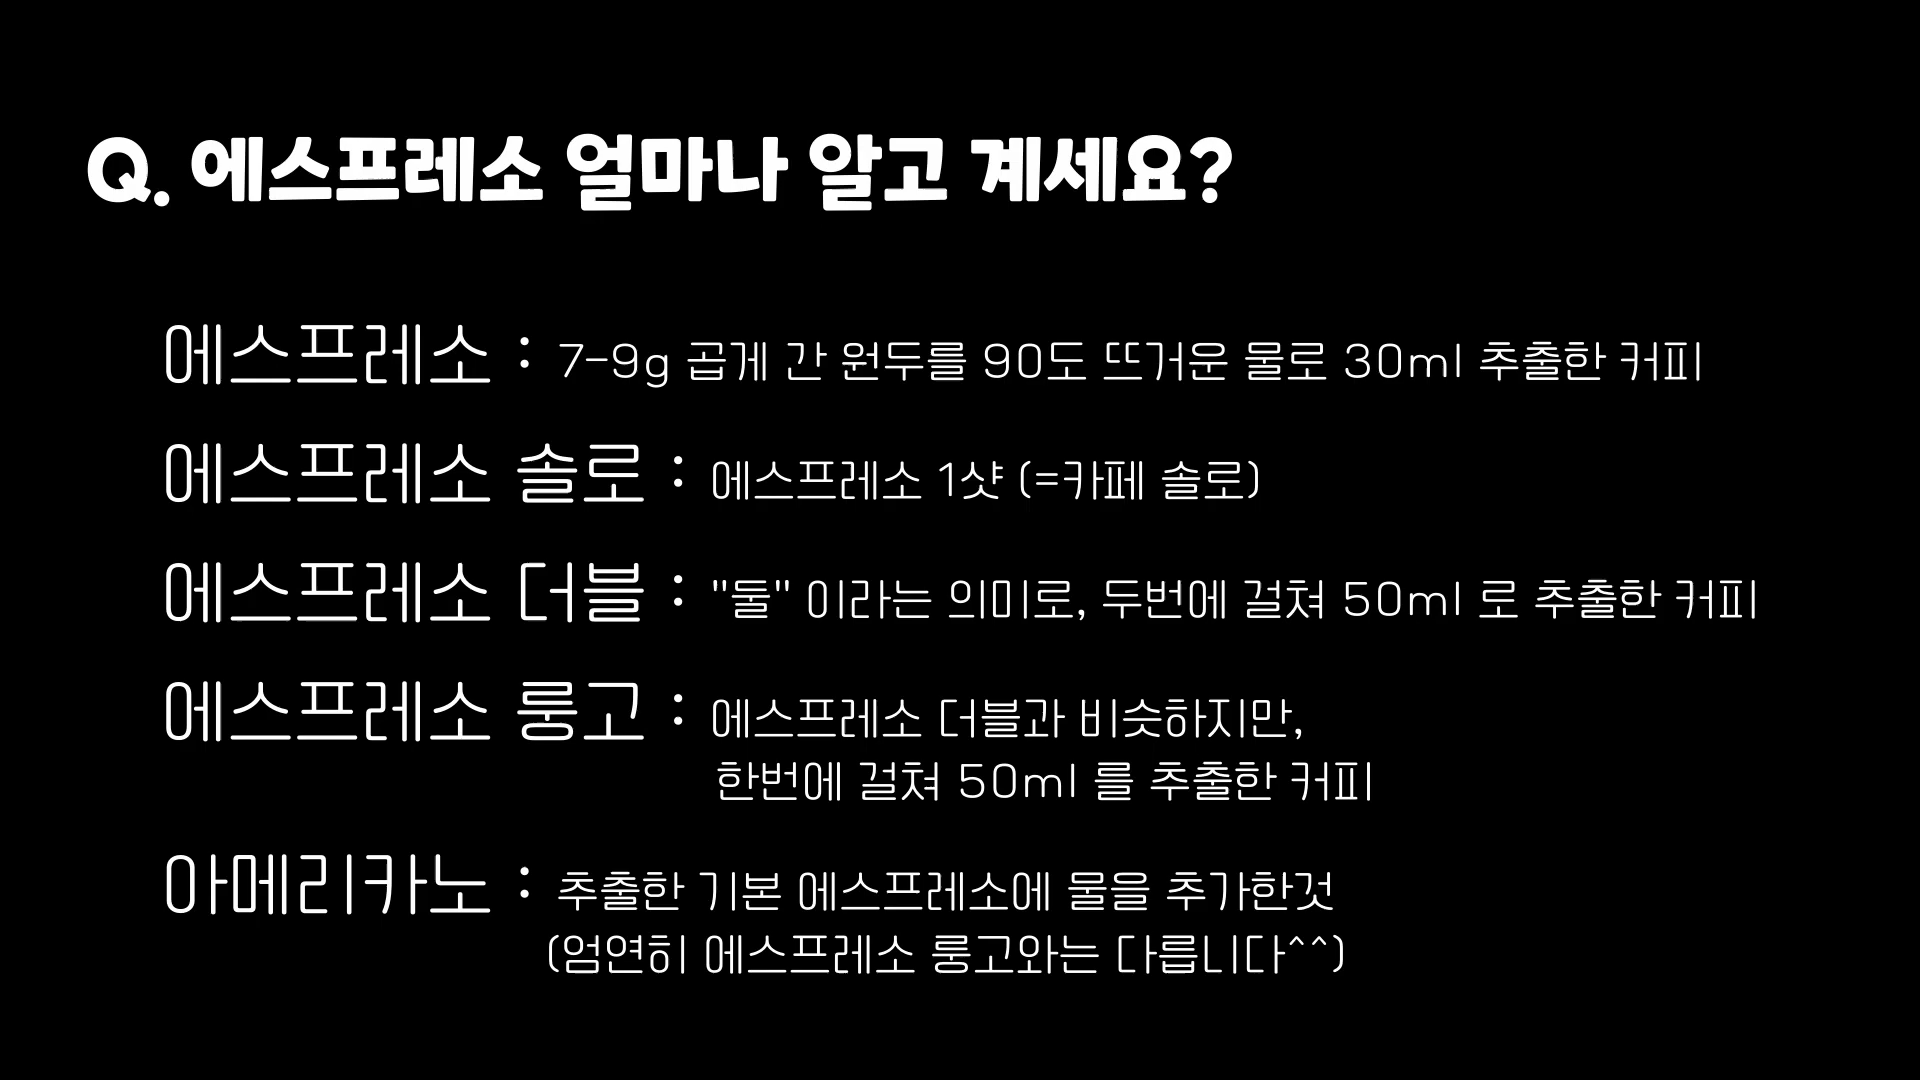 Q. 에스프레소 얼마나 알고 계세요?
에스프레소 : 7-9g 곱게 간 원두를 90도 뜨거운 물로 30ml 추출한 커피
에스프레소 솔로 : 에스프레소 1샷 (=카페 솔로)
에스프레소 더블 : "둘" 이라는 의미로, 두번에 걸쳐 50ml 로 추출한 커피
에스프레소 룽고 : 에스프레소 더블과 비슷하지만,
한번에 걸쳐 50ml 를 추출한 커피
아메리카노 : 추출한 기본 에스프레소에 물을 추가한것
(엄연히 에스프레소 룽고와는 다릅니다^^)